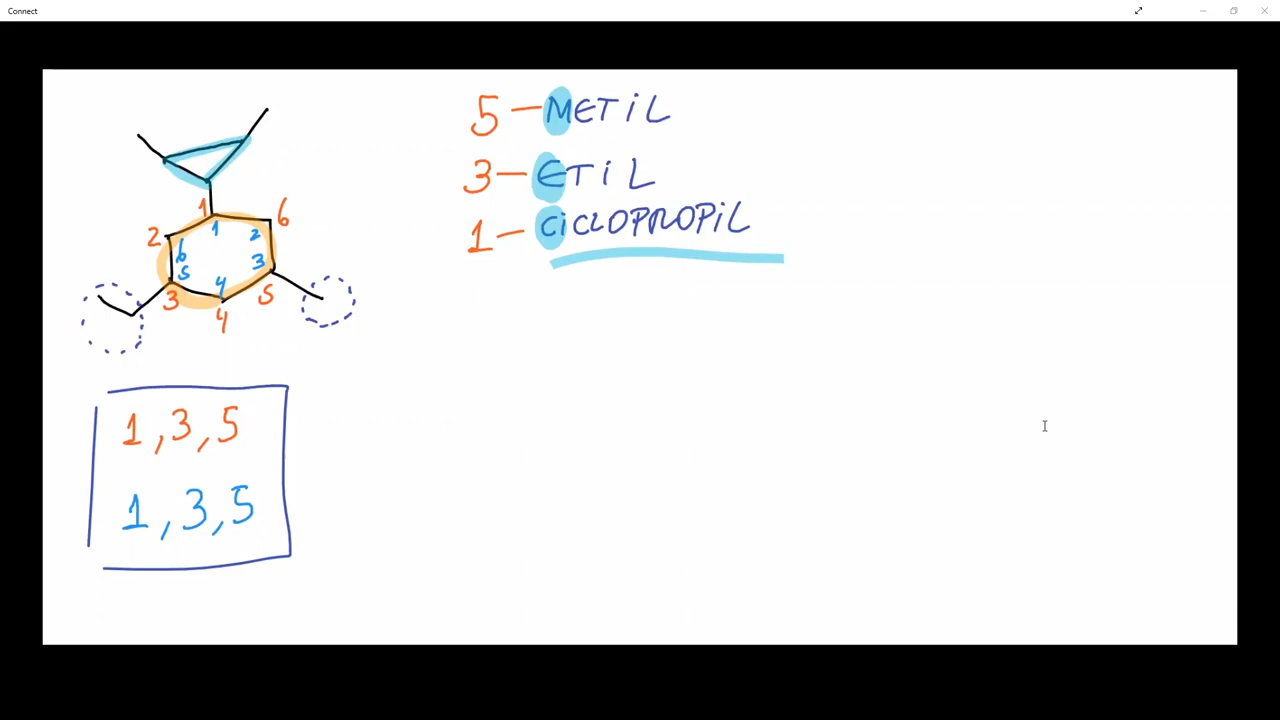 Connect
5 - METIL
3 - ETIL
1 - CICLOPROPIL
1 6
2 1 2
6 3
5 4
3 4 5
1,3,5
1,3,5